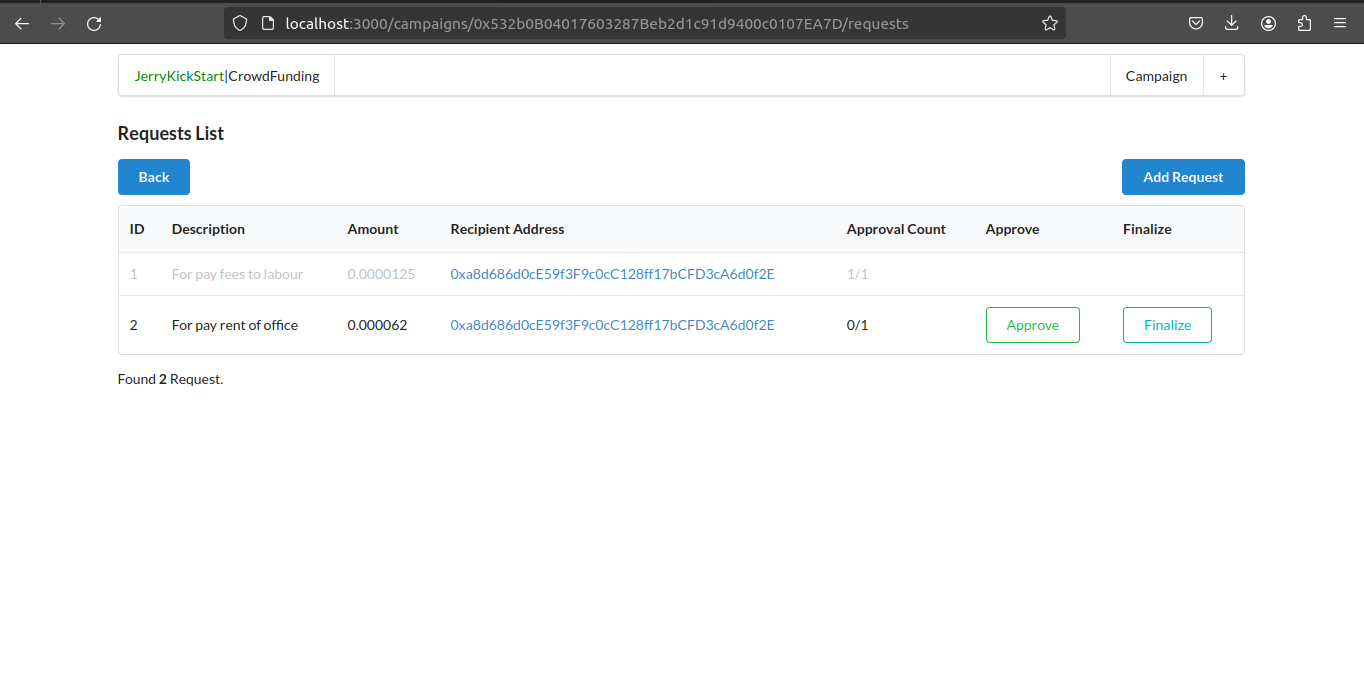 localhost:3000/campaigns/0x532b0B04017603287Beb2d1c91d9400c0107EA7D/requests
JerryKickStart|CrowdFunding Campaign +
Requests List
Back Add Request
ID Description Amount Recipient Address Approval Count Approve Finalize
1 For pay fees to labour 0.0000125 0xa8d686d0cE59f3F9c0cC128ff17bCFD3cA6d0f2E 1/1
2 For pay rent of office 0.000062 0xa8d686d0cE59f3F9c0cC128ff17bCFD3cA6d0f2E 0/1 Approve Finalize
Found 2 Request.